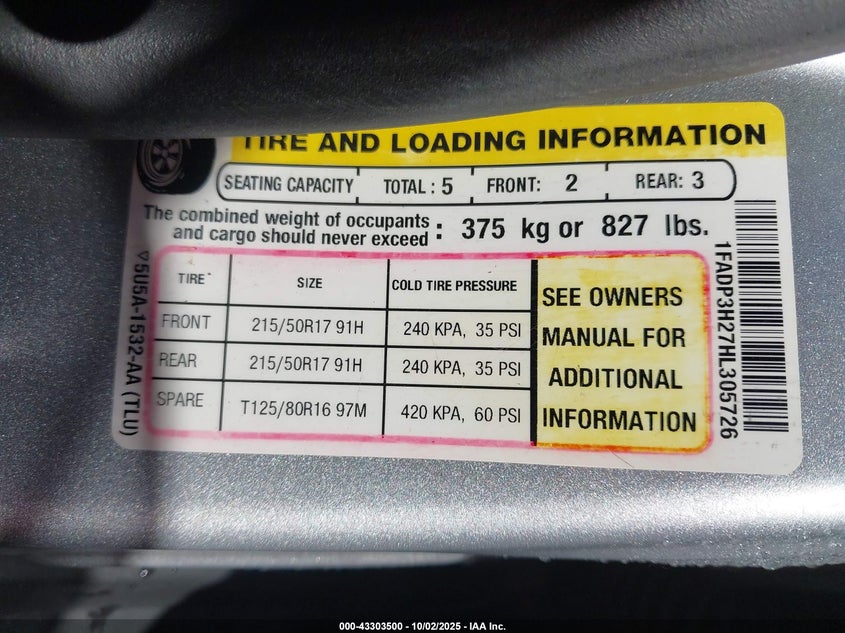 TIRE AND LOADING INFORMATION
SEATING CAPACITY TOTAL : 5 FRONT: 2 REAR: 3
The combined weight of occupants
and cargo should never exceed : 375 kg or 827 lbs.
TIRE SIZE COLD TIRE PRESSURE
FRONT 215/50R17 91H 240 KPA, 35 PSI
REAR 215/50R17 91H 240 KPA, 35 PSI
SPARE T125/80R16 97M 420 KPA, 60 PSI
SEE OWNERS
MANUAL FOR
ADDITIONAL
INFORMATION
5U5A-1532-AA (TLU)
1FADP3H27HL305726
000-43303500 - 10/02/2025 - IAA Inc.